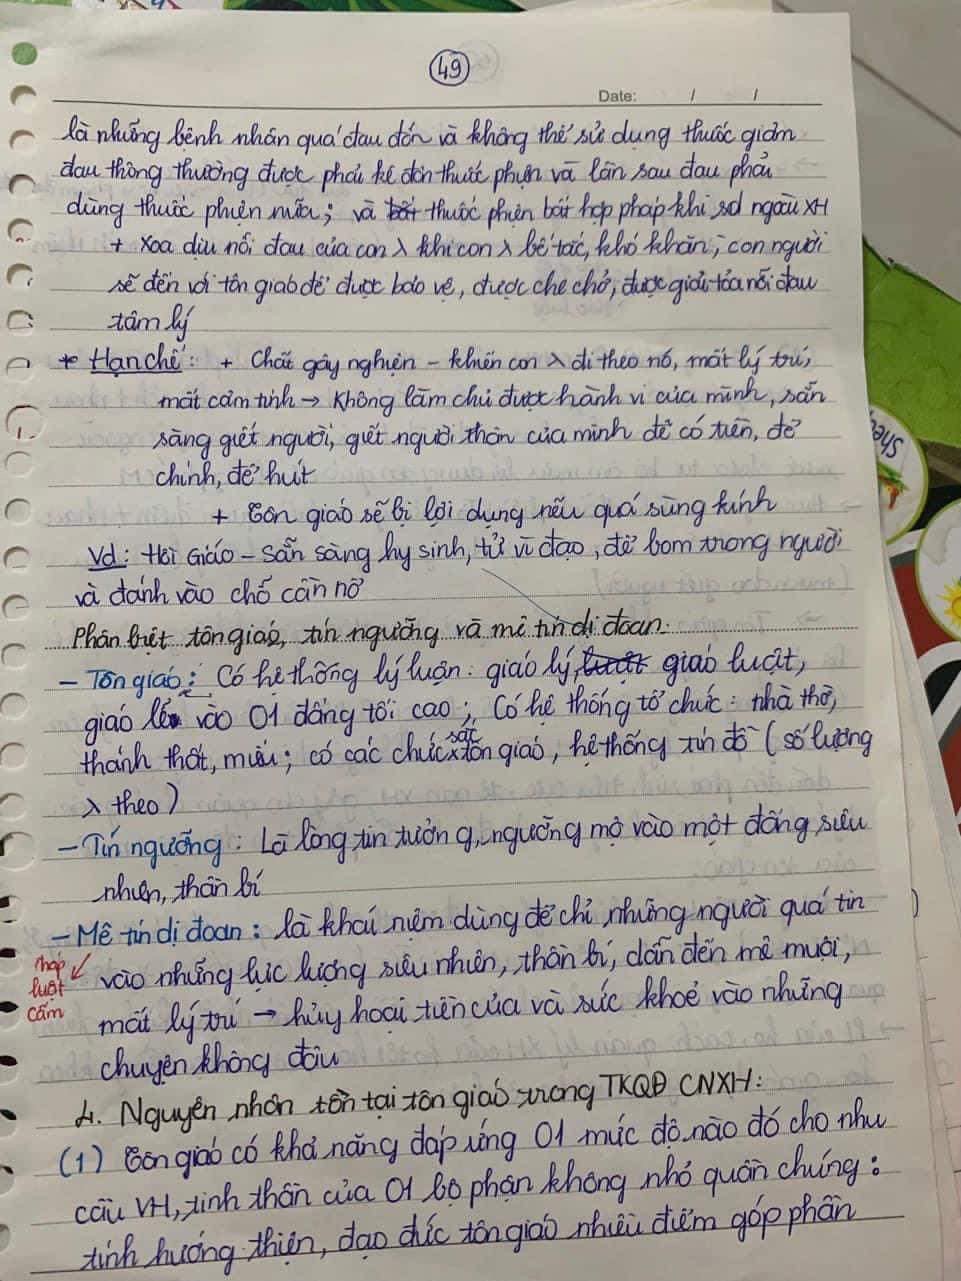 49
Date: / /
là những bệnh nhân quá đau đớn và không thể sử dụng thuốc giảm
đau thông thường được phải kê đơn thuốc phiện và lần sau đau phải
dùng thuốc phiện nữa; và thuốc phiện bất hợp pháp khi sd ngoài XH
+ Xoa dịu nỗi đau của con λ khi con λ bế tắc, khó khăn, con người
sẽ đến với tôn giáo để được bảo vệ, được che chở, được giải tỏa nỗi đau
tâm lý
* Hạn chế: + Chất gây nghiện – khiến con λ đi theo nó, mất lý trí,
mất cảm tính → không làm chủ được hành vi của mình, sẵn
sàng giết người, giết người thân của mình để có tiền, để
chính, để hút
+ Tôn giáo sẽ bị lợi dụng nếu quá sùng kính
Vd: Hồi Giáo – sẵn sàng hy sinh, tử vì đạo, để bom trong người
và đánh vào chỗ cần nổ
Phân biệt tôn giáo, tín ngưỡng và mê tín dị đoan.
– Tôn giáo: Có hệ thống lý luận: giáo lý, giáo luật,
giáo lễ vào 01 đấng tối cao; Có hệ thống tổ chức: nhà thờ,
thánh thất, miếu; có các chức sắc tôn giáo, hệ thống tín đồ (số lượng
λ theo)
– Tín ngưỡng: Là lòng tin tưởng, ngưỡng mộ vào một đấng siêu
nhiên, thần bí
– Mê tín dị đoan: là khái niệm dùng để chỉ những người quá tin
pháp luật cấm
vào những lực lượng siêu nhiên, thần bí, dẫn đến mê muội,
mất lý trí → hủy hoại tiền của và sức khoẻ vào những
chuyện không đâu
4. Nguyên nhân tồn tại tôn giáo trong TKQĐ CNXH:
(1) Tôn giáo có khả năng đáp ứng 01 mức độ nào đó cho nhu
cầu VH, tinh thần của 01 bộ phận không nhỏ quần chúng:
tính hướng thiện, đạo đức tôn giáo nhiều điểm góp phần